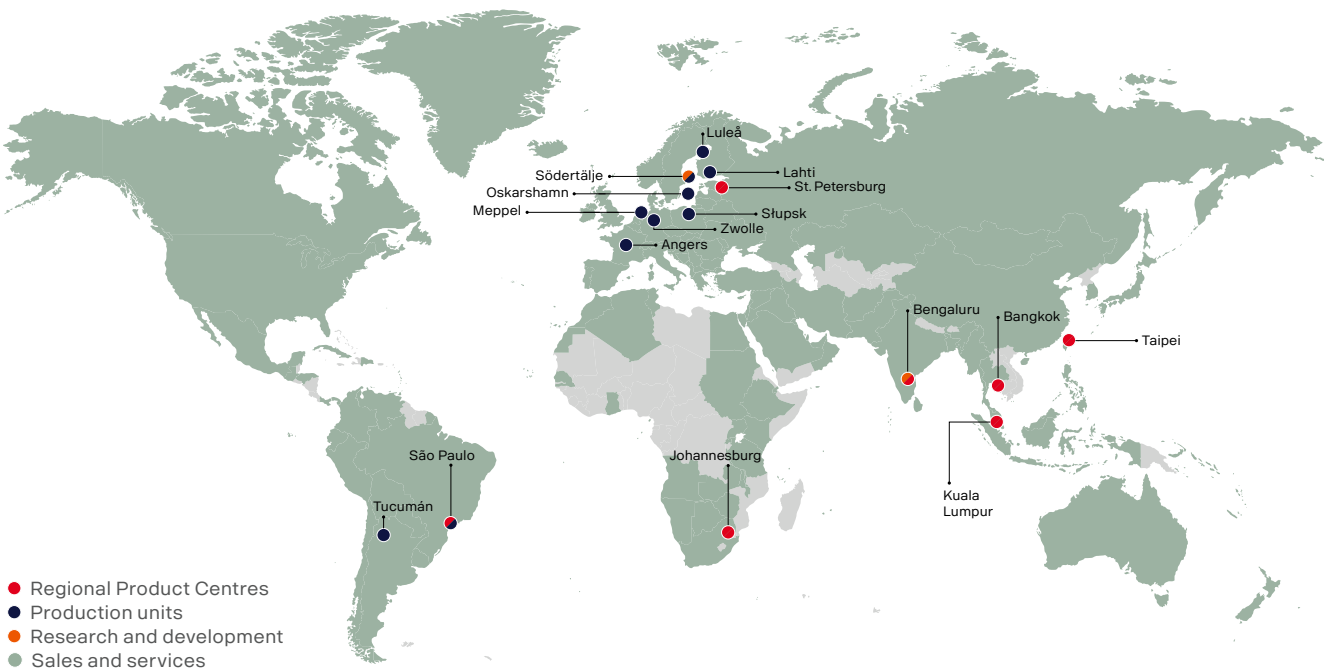 Luleå
Södertälje
Lahti
Oskarshamn
St. Petersburg
Meppel
Słupsk
Zwolle
Angers
Bengaluru
Bangkok
Taipei
São Paulo
Johannesburg
Tucumán
Kuala
Lumpur
Regional Product Centres
Production units
Research and development
Sales and services